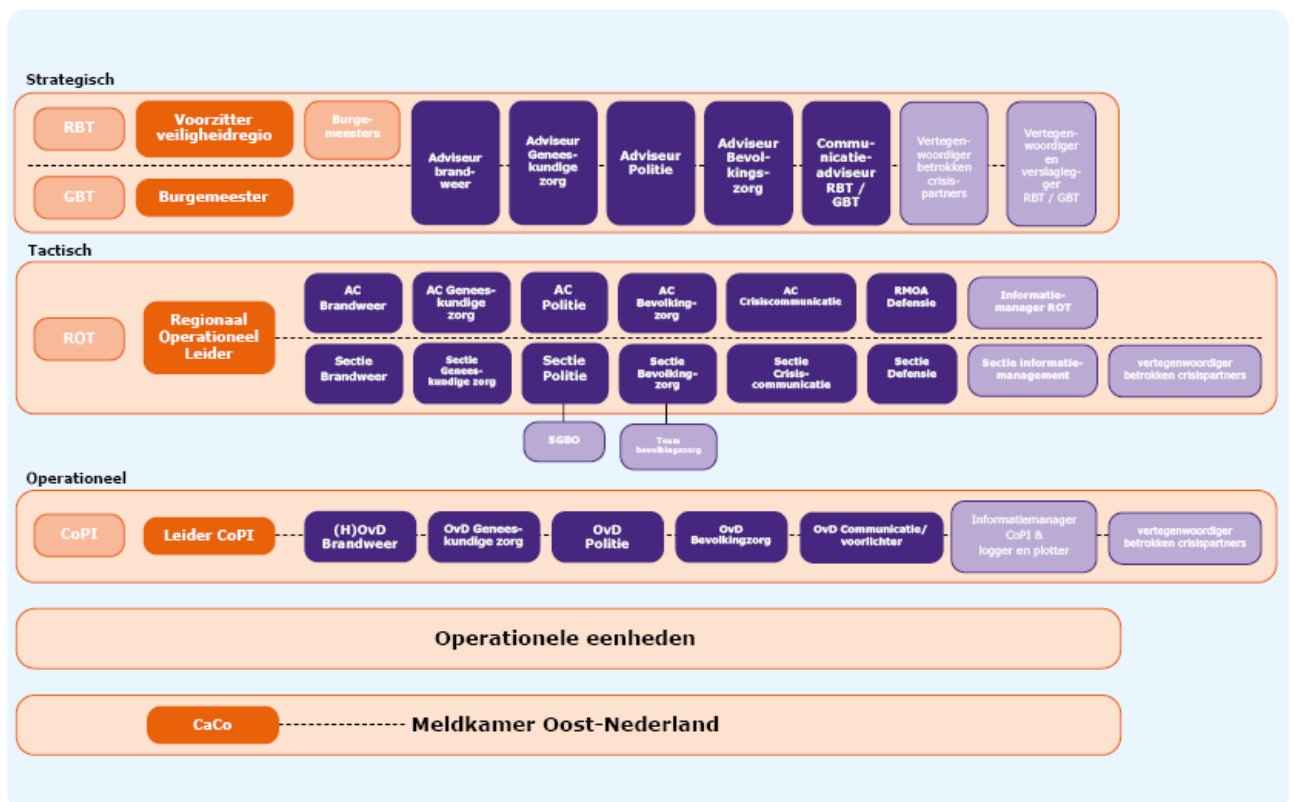 Strategisch
RBT
Voorzitter
veiligheidregio
Burge-
meesters
GBT
Burgemeester
Adviseur
brand-
weer
Adviseur
Genees-
kundige
zorg
Adviseur
Politie
Adviseur
Bevol-
kings-
zorg
Commu-
nicatie-
adviseur
RBT /
GBT
Vertegen-
woordiger
betrokken
crisis-
partners
Vertegen-
woordiger
en
verslagleg-
ger
RBT / GBT
Tactisch
ROT
Regionaal
Operationeel
Leider
AC
Brandweer
AC Genees-
kundige
zorg
AC
Politie
AC
Bevolking-
zorg
AC
Crisiscommunicatie
RMOA
Defensie
Informatie-
manager ROT
Sectie
Brandweer
Sectie
Genees-
kundige zorg
Sectie
Politie
Sectie
Bevolking-
zorg
Sectie
Crisis-
communicatie
Sectie
Defensie
Sectie informatie-
management
vertegenwoordiger
betrokken crisispartners
SGBO
Team
bevolkingszorg
Operationeel
CoPI
Leider CoPI
(H)OvD
Brandweer
OvD Genees-
kundige zorg
OvD
Politie
OvD
Bevolkingzorg
OvD Communicatie/
voorlichter
Informatiemanager
CoPI &
logger en plotter
vertegenwoordiger
betrokken crisispartners
Operationele eenheden
CaCo
Meldkamer Oost-Nederland